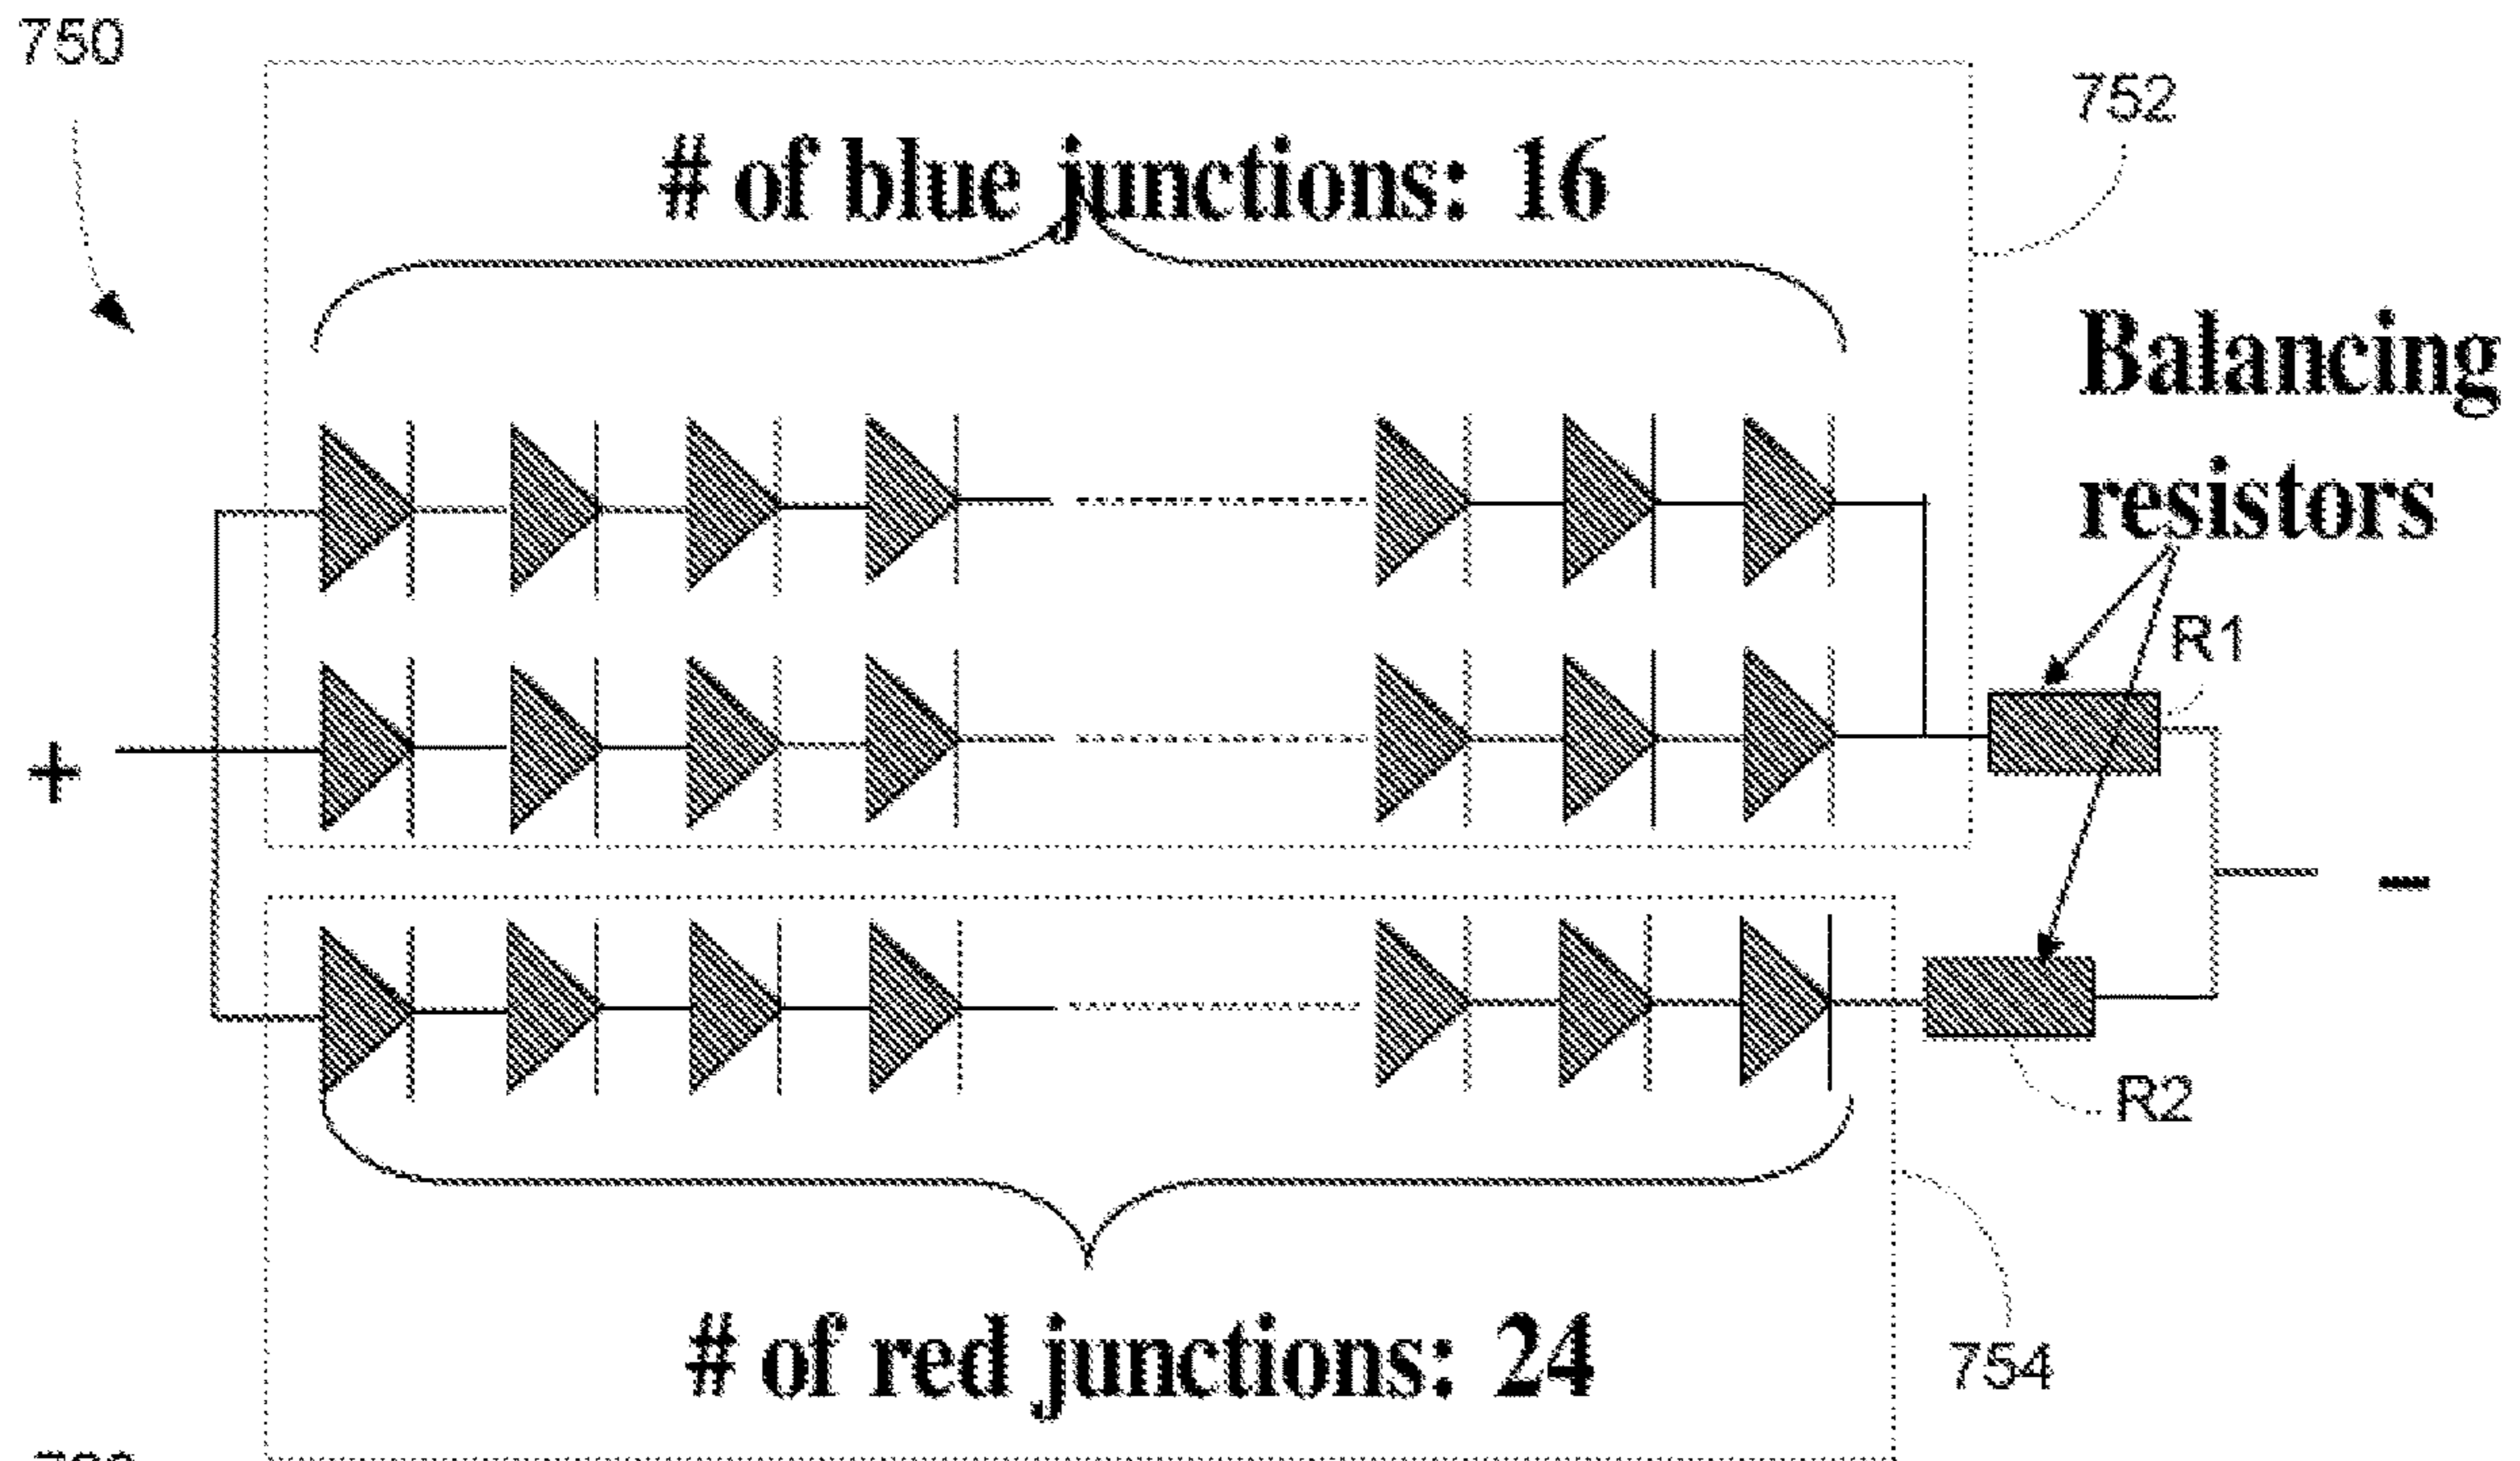 750
752
# of blue junctions: 16
Balancing
resistors
R1
+
-
R2
# of red junctions: 24
754